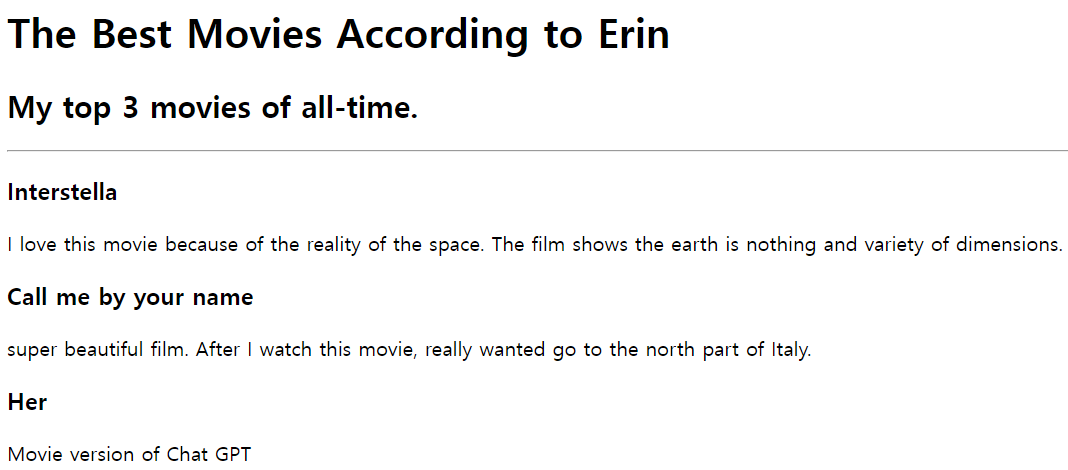 The Best Movies According to Erin
My top 3 movies of all-time.
Interstella
I love this movie because of the reality of the space. The film shows the earth is nothing and variety of dimensions.
Call me by your name
super beautiful film. After I watch this movie, really wanted go to the north part of Italy.
Her
Movie version of Chat GPT